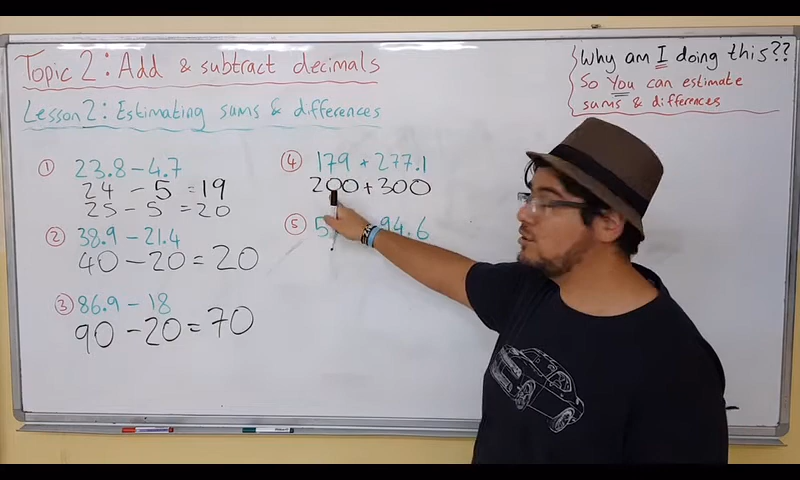 Topic 2: Add & subtract decimals
Lesson 2: Estimating sums & differences
Why am I doing this??
So You can estimate
sums & differences
① 23.8 - 4.7
24 - 5 = 19
25 - 5 = 20
② 38.9 - 21.4
40 - 20 = 20
③ 86.9 - 18
90 - 20 = 70
④ 179 + 277.1
200 + 300
⑤ 5 94.6